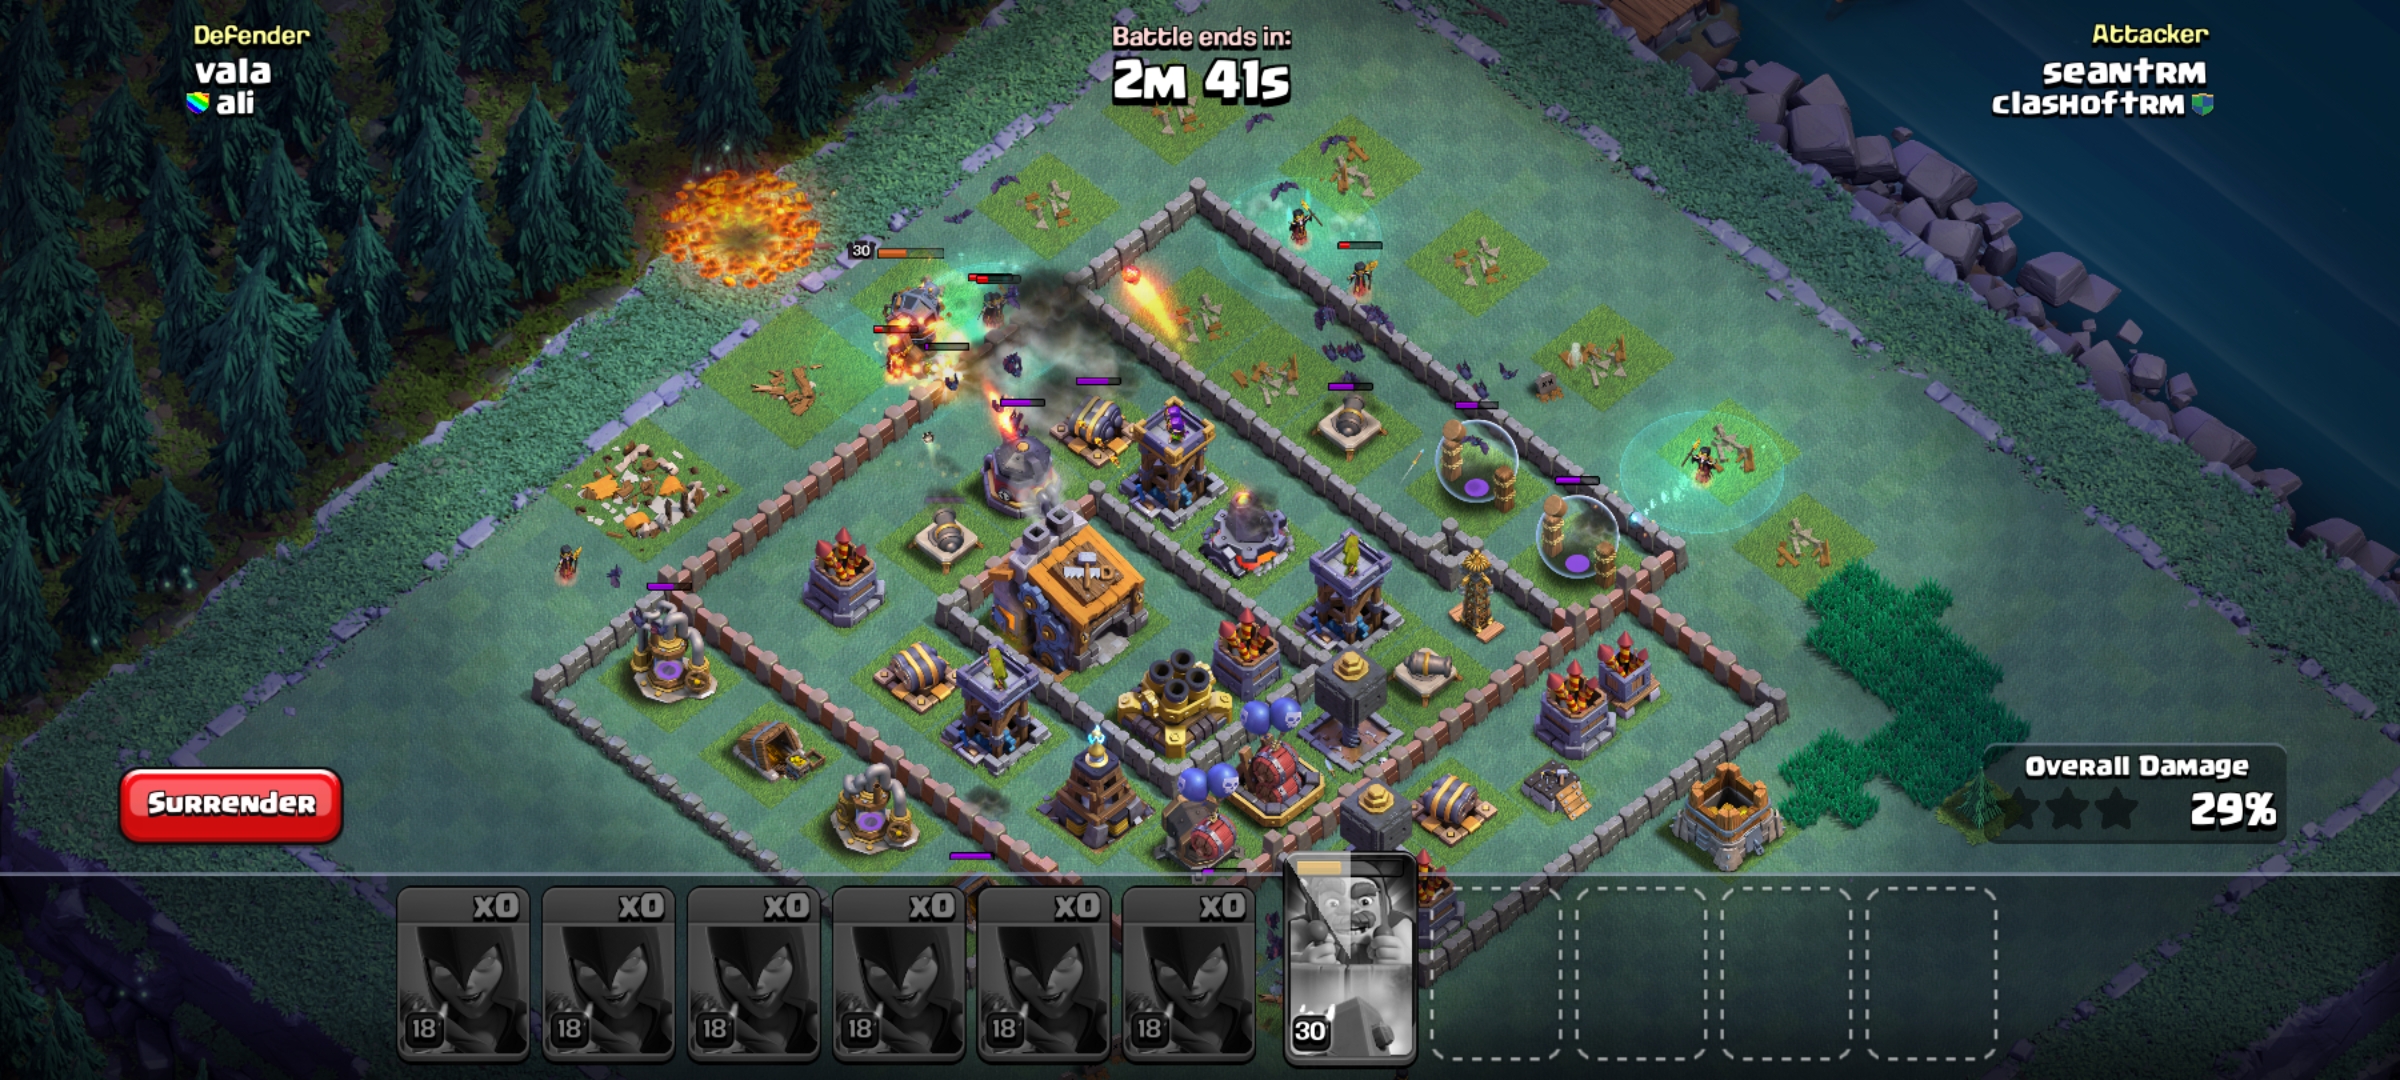 Defender
vala
ali
Battle ends in:
2M 41s
Attacker
seantRM
clashoftRM
30
Surrender
Overall Damage
29%
x0
x0
x0
x0
x0
x0
18
18
18
18
18
18
30